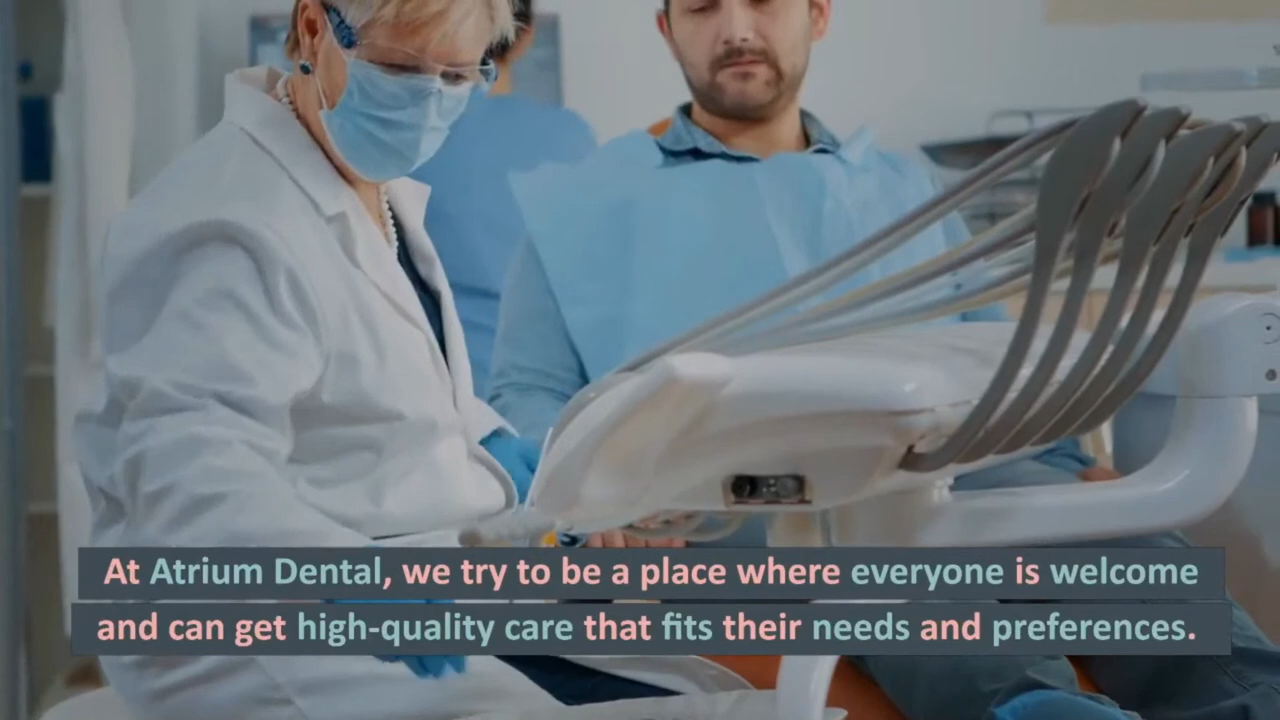 At Atrium Dental, we try to be a place where everyone is welcome
and can get high-quality care that fits their needs and preferences.